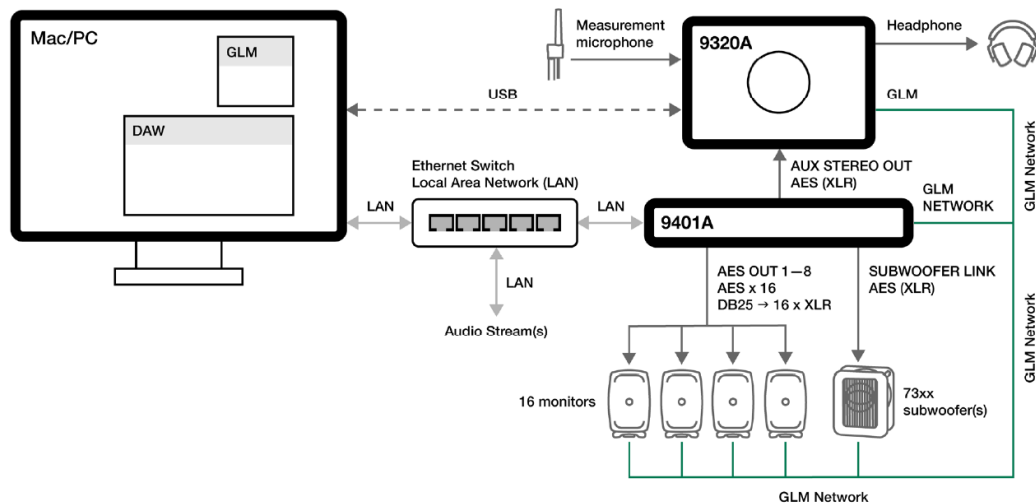 Mac/PC
GLM
DAW
Measurement
microphone
9320A
Headphone
USB
GLM
GLM Network
Ethernet Switch
Local Area Network (LAN)
LAN
LAN
LAN
Audio Stream(s)
AUX STEREO OUT
AES (XLR)
GLM
NETWORK
9401A
AES OUT 1—8
AES x 16
DB25 → 16 x XLR
SUBWOOFER LINK
AES (XLR)
GLM Network
16 monitors
73xx
subwoofer(s)
GLM Network